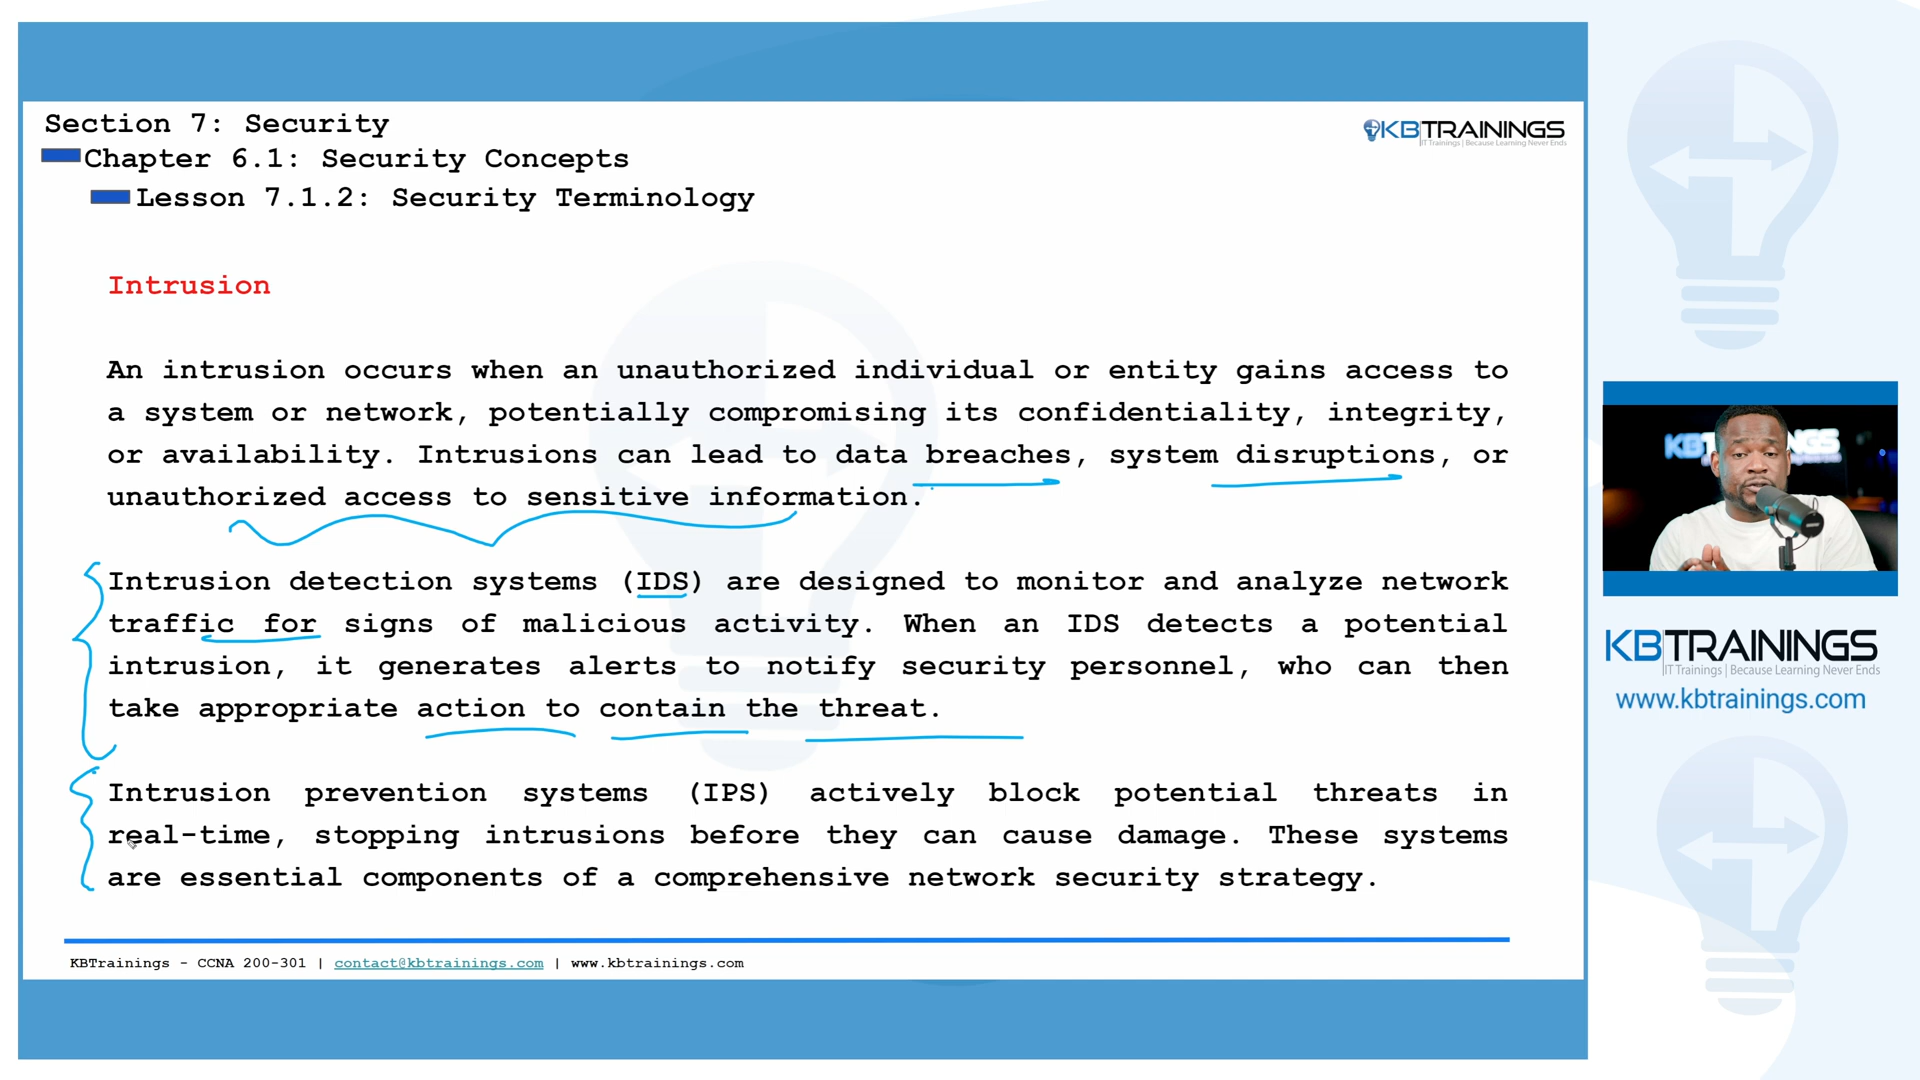 Section 7: Security
Chapter 6.1: Security Concepts
Lesson 7.1.2: Security Terminology
KBTRAININGS
IT Trainings | Because Learning Never Ends
Intrusion
An intrusion occurs when an unauthorized individual or entity gains access to
a system or network, potentially compromising its confidentiality, integrity,
or availability. Intrusions can lead to data breaches, system disruptions, or
unauthorized access to sensitive information.
Intrusion detection systems (IDS) are designed to monitor and analyze network
traffic for signs of malicious activity. When an IDS detects a potential
intrusion, it generates alerts to notify security personnel, who can then
take appropriate action to contain the threat.
Intrusion prevention systems (IPS) actively block potential threats in
real-time, stopping intrusions before they can cause damage. These systems
are essential components of a comprehensive network security strategy.
KBTrainings - CCNA 200-301 | contact@kbtrainings.com | www.kbtrainings.com
KBTRAININGS
IT Trainings | Because Learning Never Ends
www.kbtrainings.com